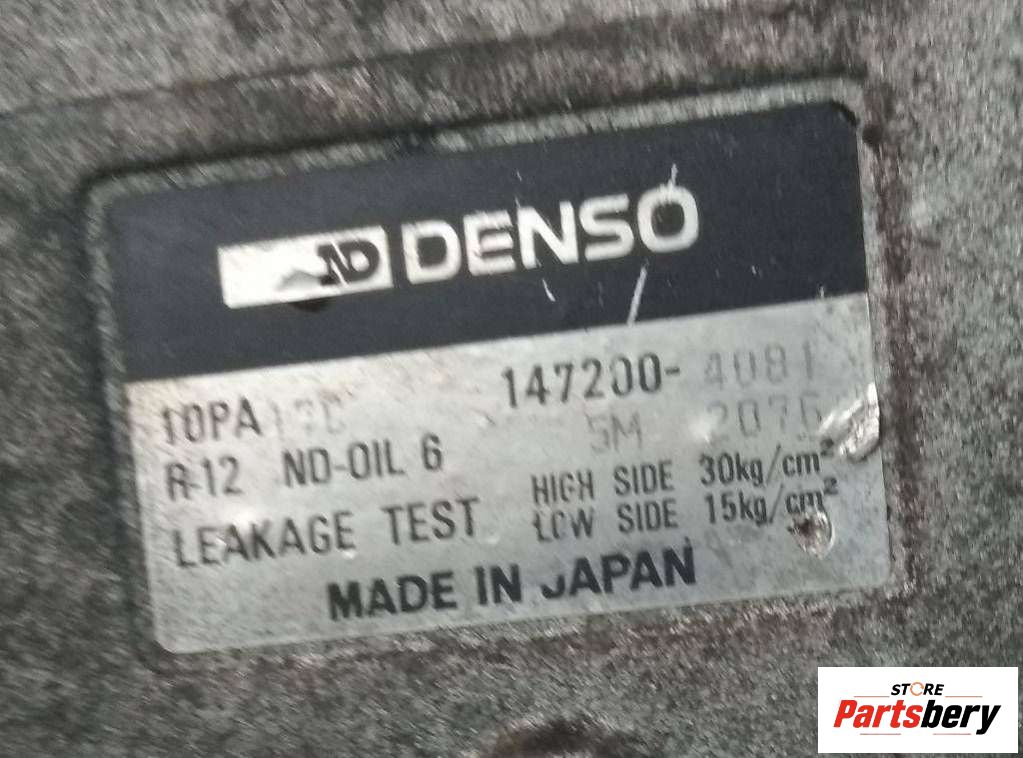 ND DENSO
10PA17C 147200-4081
R-12 ND-OIL 6 5M 2076
LEAKAGE TEST HIGH SIDE 30kg/cm²
LOW SIDE 15kg/cm²
MADE IN JAPAN
STORE
Partsbery